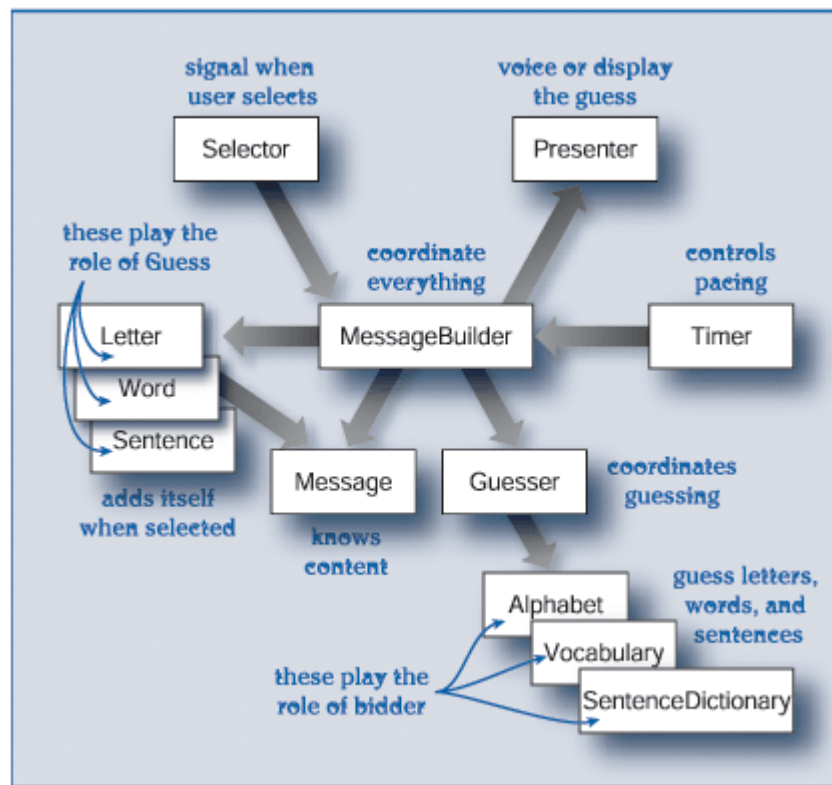 signal when
user selects
voice or display
the guess
Selector
Presenter
these play the
role of Guess
coordinate
everything
controls
pacing
Letter
MessageBuilder
Timer
Word
Sentence
Message
Guesser
coordinates
guessing
adds itself
when selected
knows
content
guess letters,
words, and
sentences
Alphabet
Vocabulary
these play the
role of bidder
SentenceDictionary